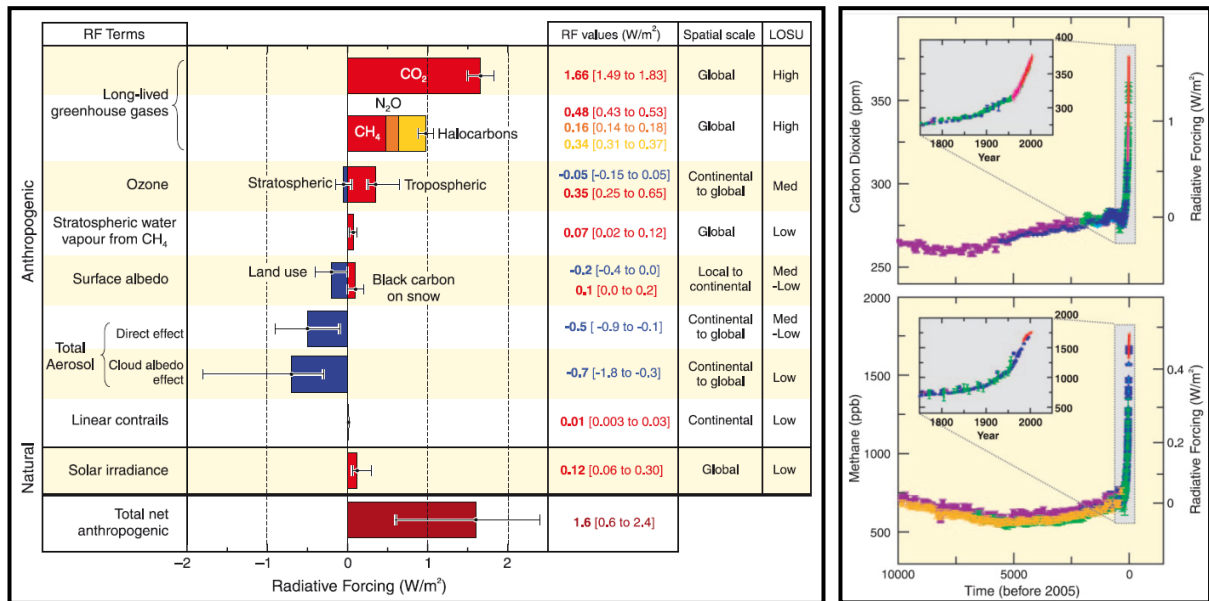 RF Terms
RF values (W/m²)
Spatial scale
LOSU
Anthropogenic
Natural
Long-lived
greenhouse gases
CO₂
1.66 [1.49 to 1.83]
Global
High
N₂O
CH₄
Halocarbons
0.48 [0.43 to 0.53]
0.16 [0.14 to 0.18]
0.34 [0.31 to 0.37]
Global
High
Ozone
Stratospheric
Tropospheric
-0.05 [-0.15 to 0.05]
0.35 [0.25 to 0.65]
Continental
to global
Med
Stratospheric water
vapour from CH₄
0.07 [0.02 to 0.12]
Global
Low
Surface albedo
Land use
Black carbon
on snow
-0.2 [-0.4 to 0.0]
0.1 [0.0 to 0.2]
Local to
continental
Med
-Low
Total
Aerosol
Direct effect
-0.5 [-0.9 to -0.1]
Continental
to global
Med
-Low
Cloud albedo
effect
-0.7 [-1.8 to -0.3]
Continental
to global
Low
Linear contrails
0.01 [0.003 to 0.03]
Continental
Low
Solar irradiance
0.12 [0.06 to 0.30]
Global
Low
Total net
anthropogenic
1.6 [0.6 to 2.4]
−2 −1 0 1 2
Radiative Forcing (W/m²)
Carbon Dioxide (ppm)
350
300
250
400
350
300
1800 1900 2000
Year
1
0
Radiative Forcing (W/m²)
Methane (ppb)
2000
1500
1000
500
2000
1500
1000
500
1800 1900 2000
Year
0.4
0.2
0
Radiative Forcing (W/m²)
10000 5000 0
Time (before 2005)